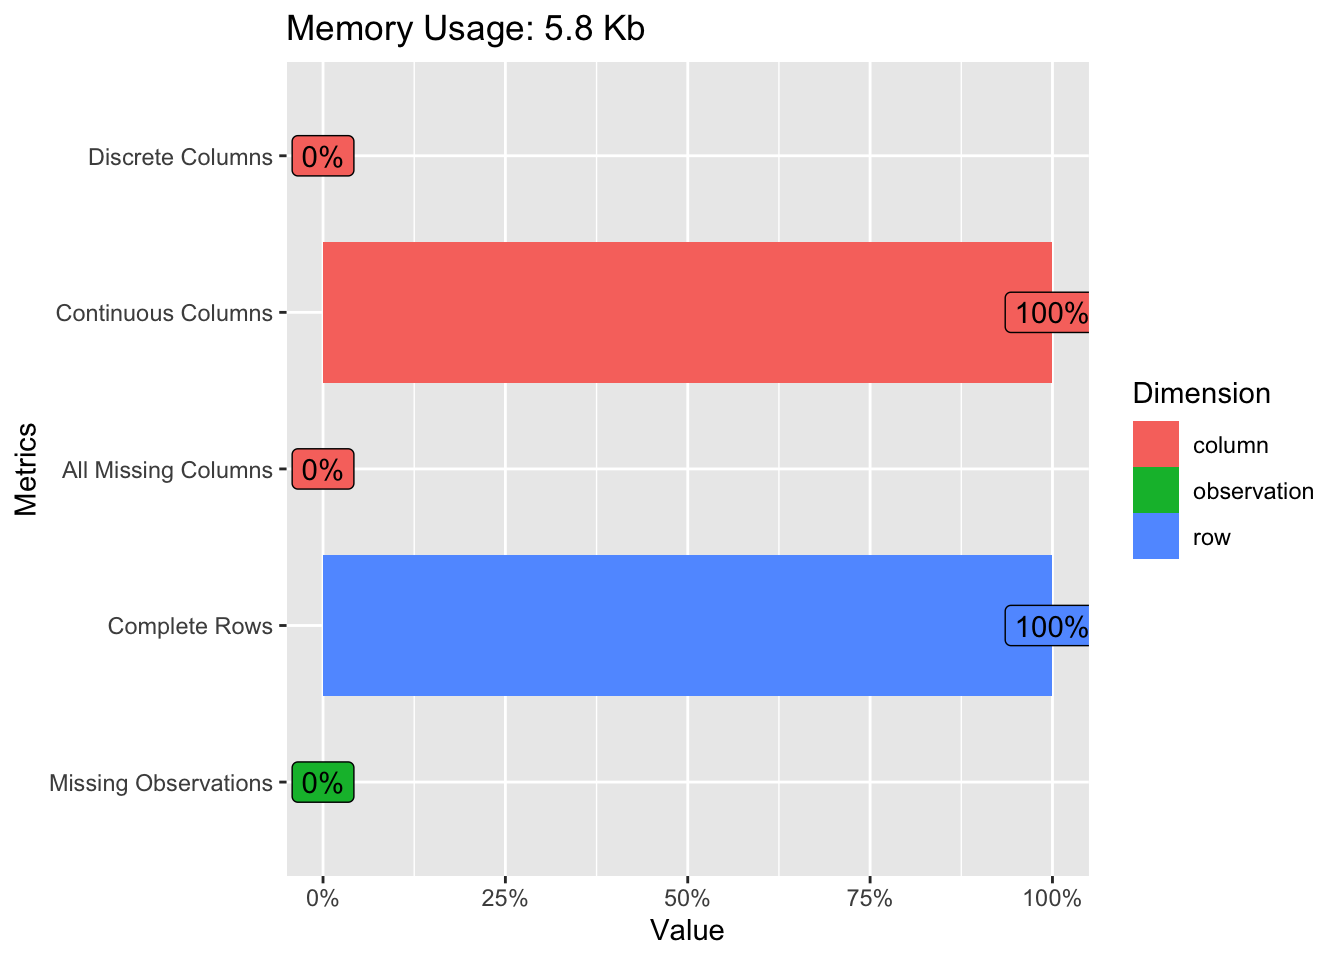 Memory Usage: 5.8 Kb
Discrete Columns
0%
Continuous Columns
100%
All Missing Columns
0%
Complete Rows
100%
Missing Observations
0%
Metrics
0%
25%
50%
75%
100%
Value
Dimension
column
observation
row